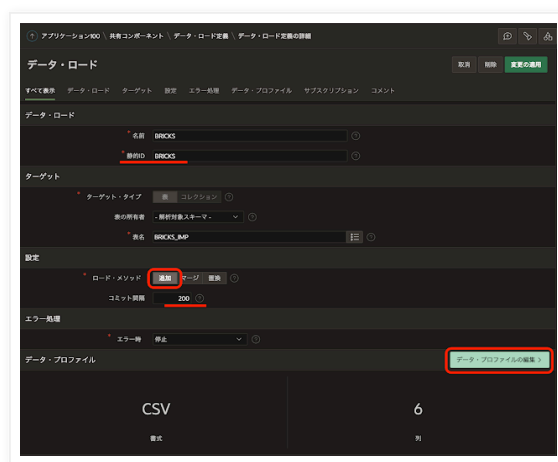 アプリケーション100 \ 共有コンポーネント \ データ・ロード定義 \ データ・ロード定義の詳細
データ・ロード
取消 削除 変更の適用
すべて表示 データ・ロード ターゲット 設定 エラー処理 データ・プロファイル サブスクリプション コメント
データ・ロード
* 名前 BRICKS
* 静的ID BRICKS
ターゲット
* ターゲット・タイプ 表 コレクション
表の所有者 - 解析対象スキーマ -
* 表名 BRICKS_IMP
設定
* ロード・メソッド 追加 マージ 置換
コミット間隔 200
エラー処理
* エラー時 停止
データ・プロファイル
データ・プロファイルの編集 >
CSV 6
書式 列